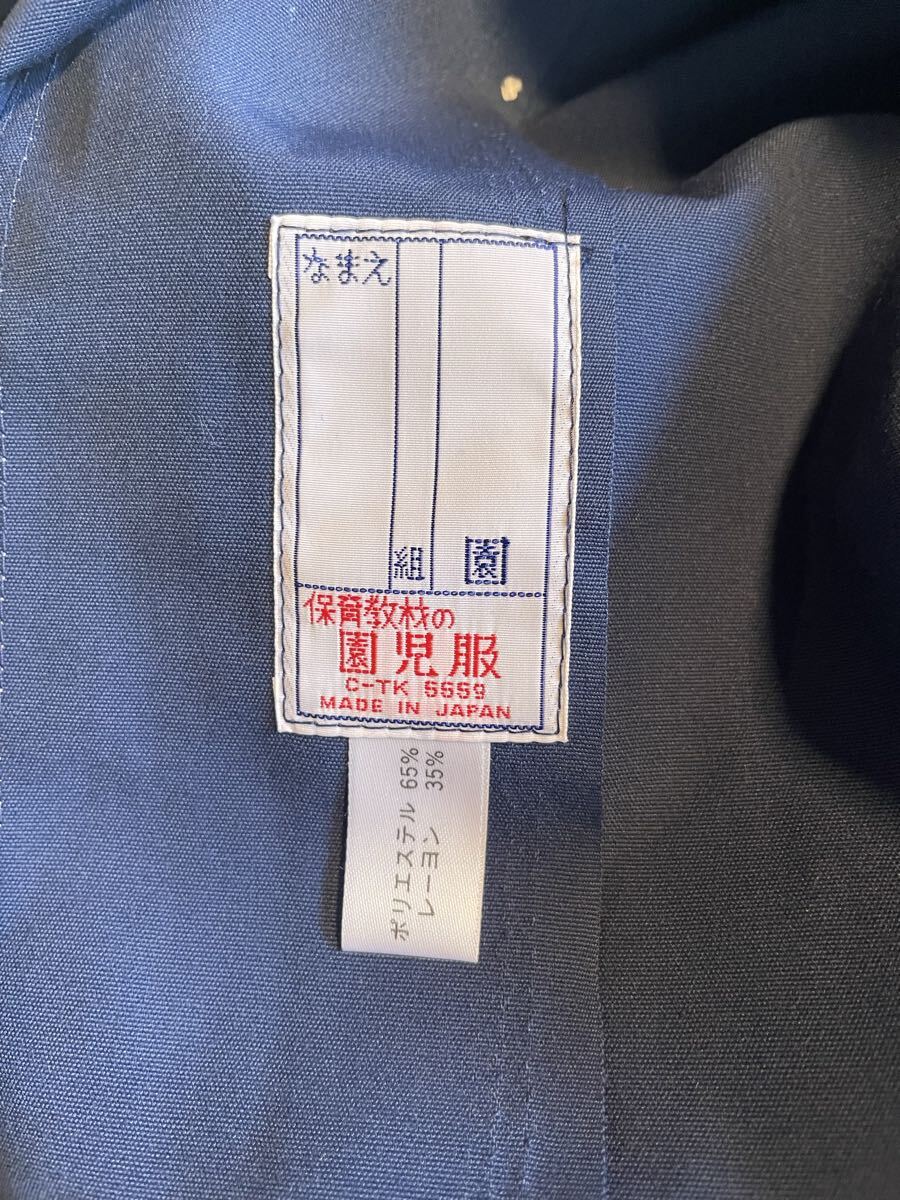 なまえ
組
園
保育教材の
園児服
C-TK 5559
MADE IN JAPAN
ポリエステル 65%
レーヨン 35%